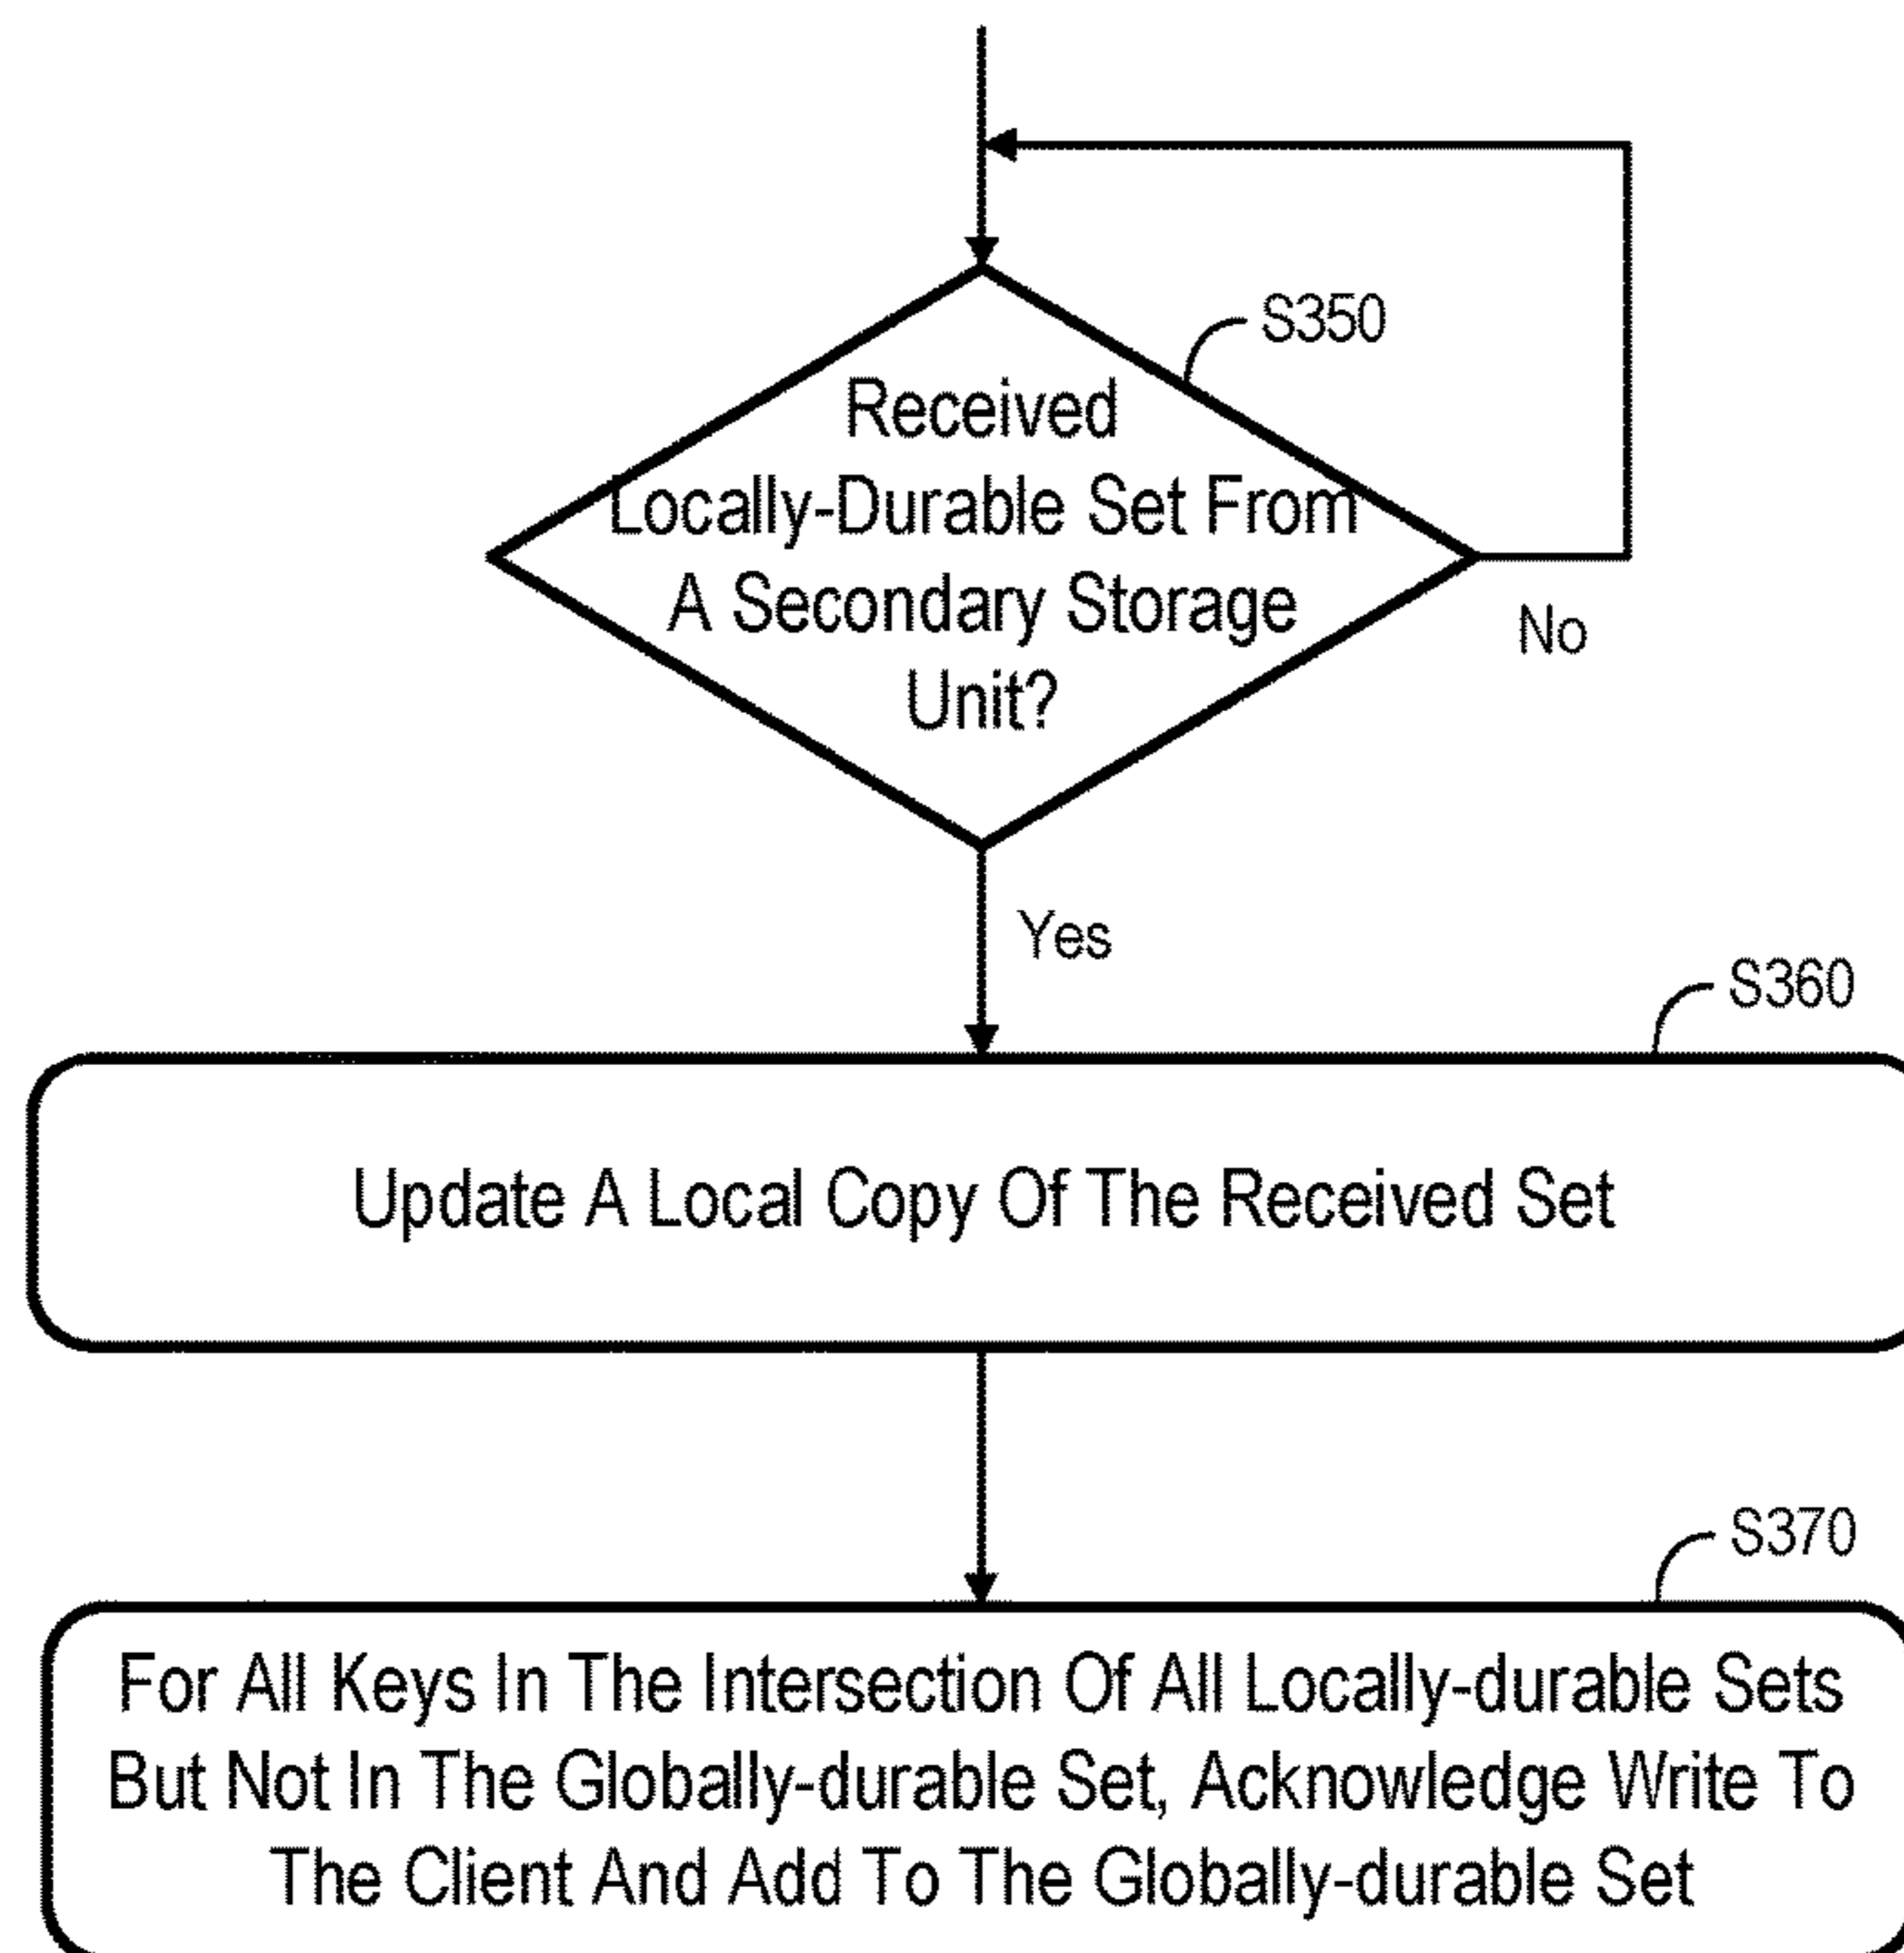 S350
Received
Locally-Durable Set From
A Secondary Storage
Unit?
No
Yes
S360
Update A Local Copy Of The Received Set
S370
For All Keys In The Intersection Of All Locally-durable Sets
But Not In The Globally-durable Set, Acknowledge Write To
The Client And Add To The Globally-durable Set